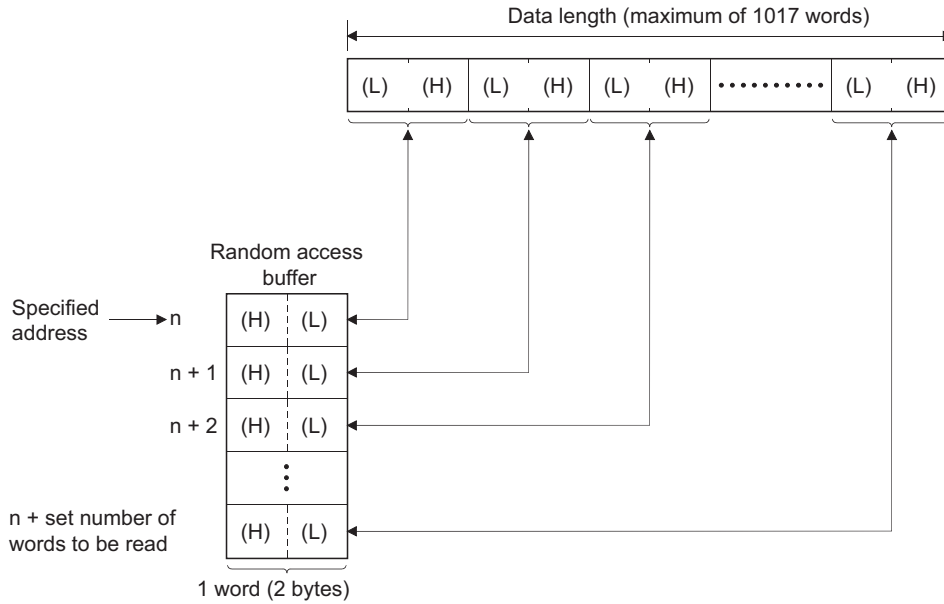 Data length (maximum of 1017 words)
(L) (H) (L) (H) (L) (H) (L) (H)
Random access
buffer
Specified
address
n (H) (L)
n + 1 (H) (L)
n + 2 (H) (L)
n + set number of
words to be read
(H) (L)
1 word (2 bytes)